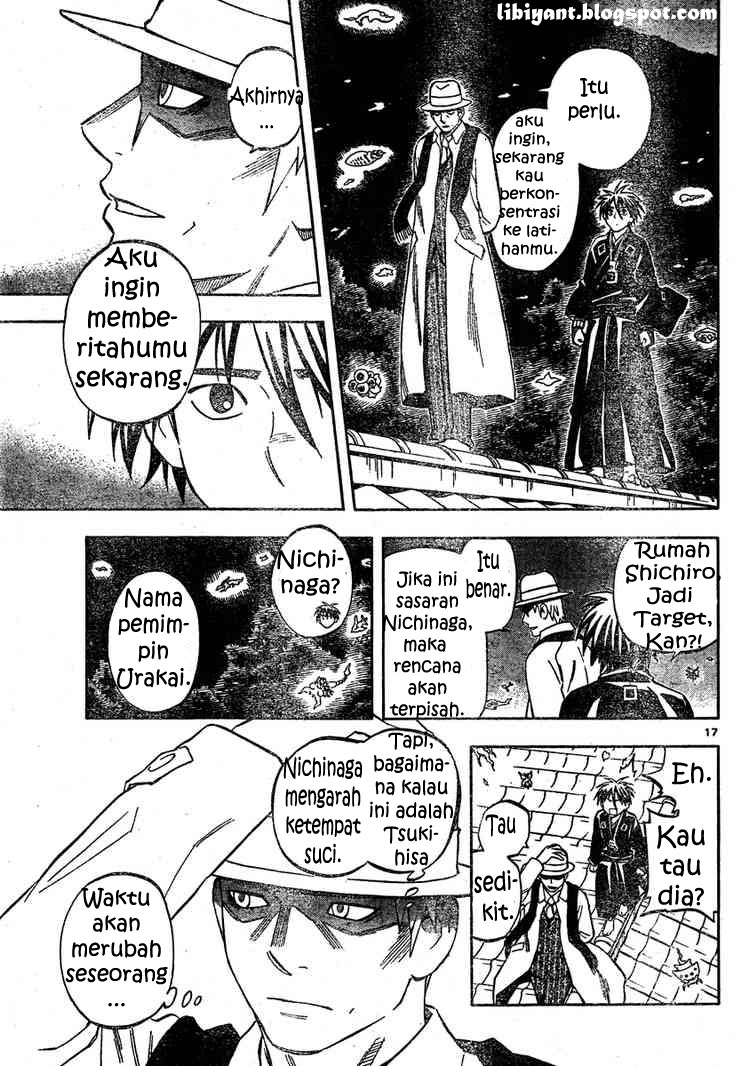 libiyant.blogspot.com
Itu
perlu.
aku
ingin,
sekarang
kau
berkon-
sentrasi
ke lati-
hanmu.
Akhirnya
...
Aku
ingin
membe-
ritahumu
sekarang.
Rumah
Shichiro,
Jadi
Target,
Kan?!
Itu
benar.
Jika ini
sasaran
Nichinaga,
maka
rencana
akan
terpisah.
Nichi-
naga?
Nama
pemim-
pin
Urakai.
17
Eh.
Kau
tau
dia?
Tau
sedi-
kit.
Tapi,
bagaima-
na kalau
ini adalah
Tsuki-
hisa
Nichinaga
mengarah
ketempat
suci.
Waktu
akan
merubah
seseorang
...